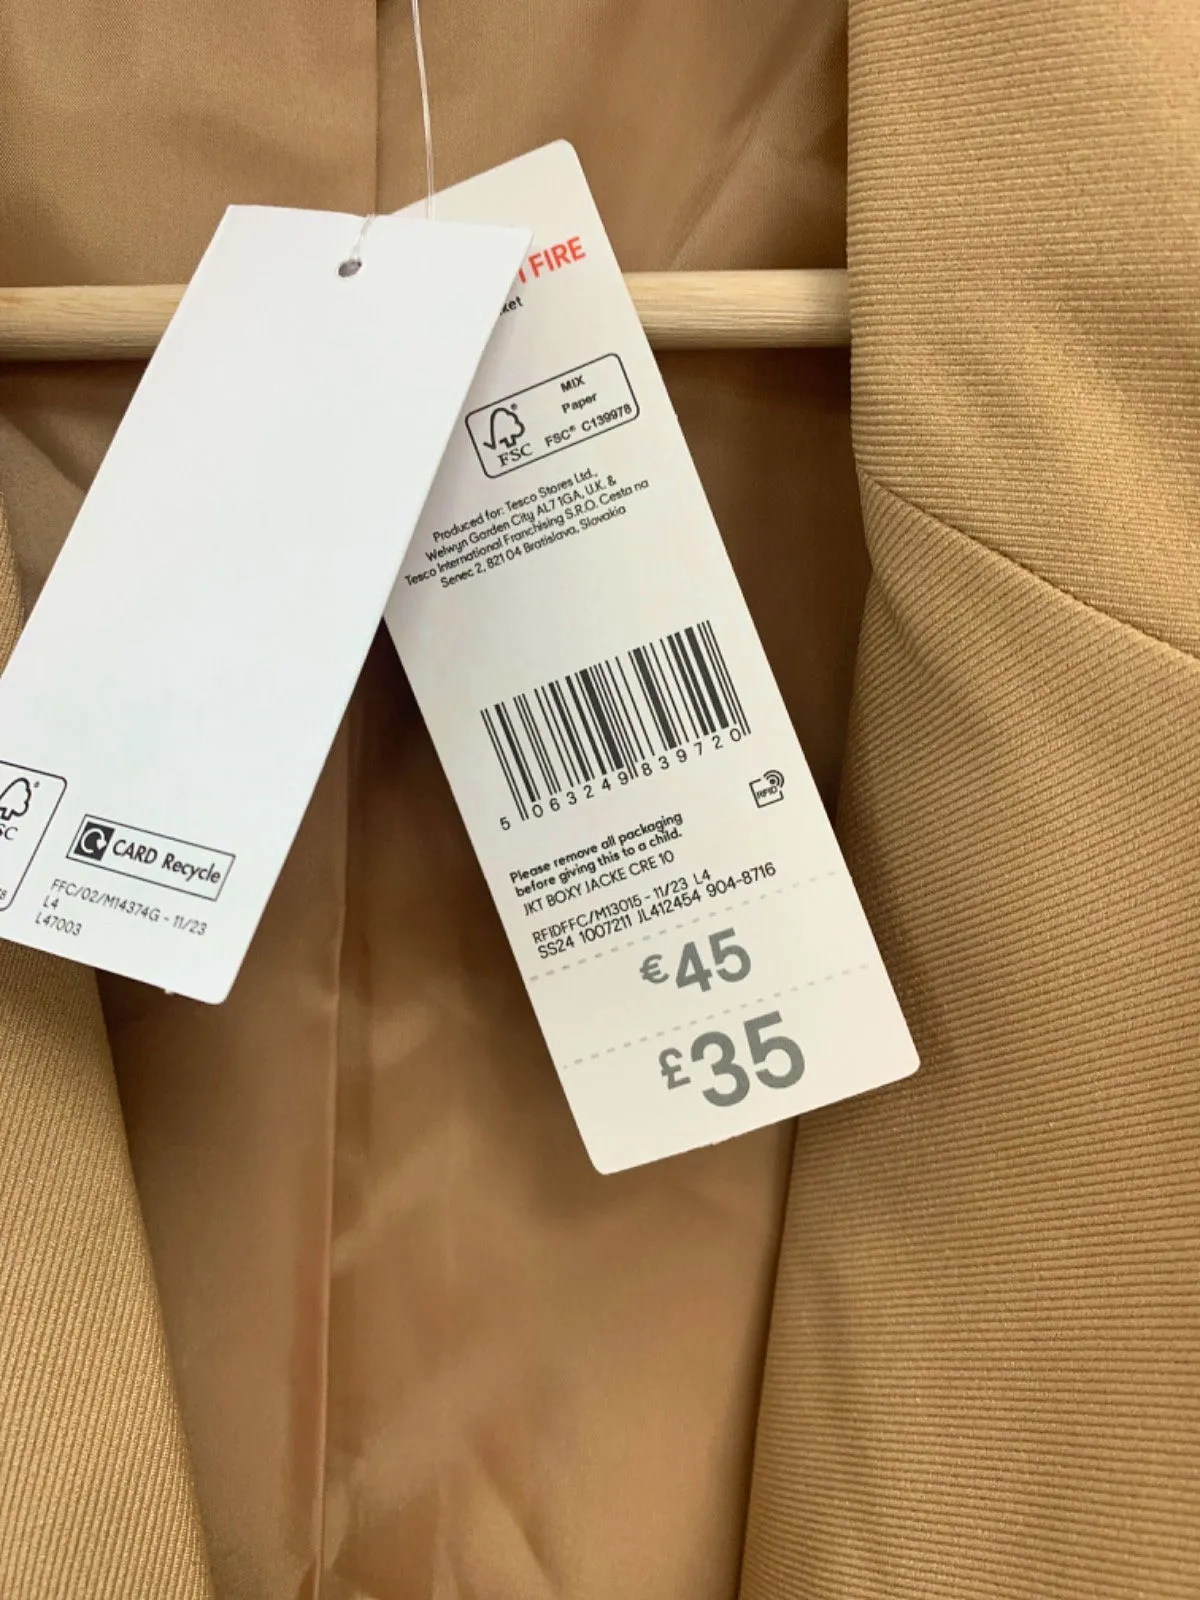 FIRE
MIX
Paper
FSC
FSC® C139978
Produced for: Tesco Stores Ltd.,
Welwyn Garden City AL7 1GA, U.K. &
Tesco International Franchising S.R.O. Cesta na
Senec 2, 821 04 Bratislava, Slovakia
5 063249 839720
RFID
Please remove all packaging
before giving this to a child.
JKT BOXY JACKE CRE 10
RFIDFFC/M13015 - 11/23 L4
SS24 1007211 JL412454 904-8716
€45
£35
CARD Recycle
FFC/02/M14374G - 11/23
L4
L47003